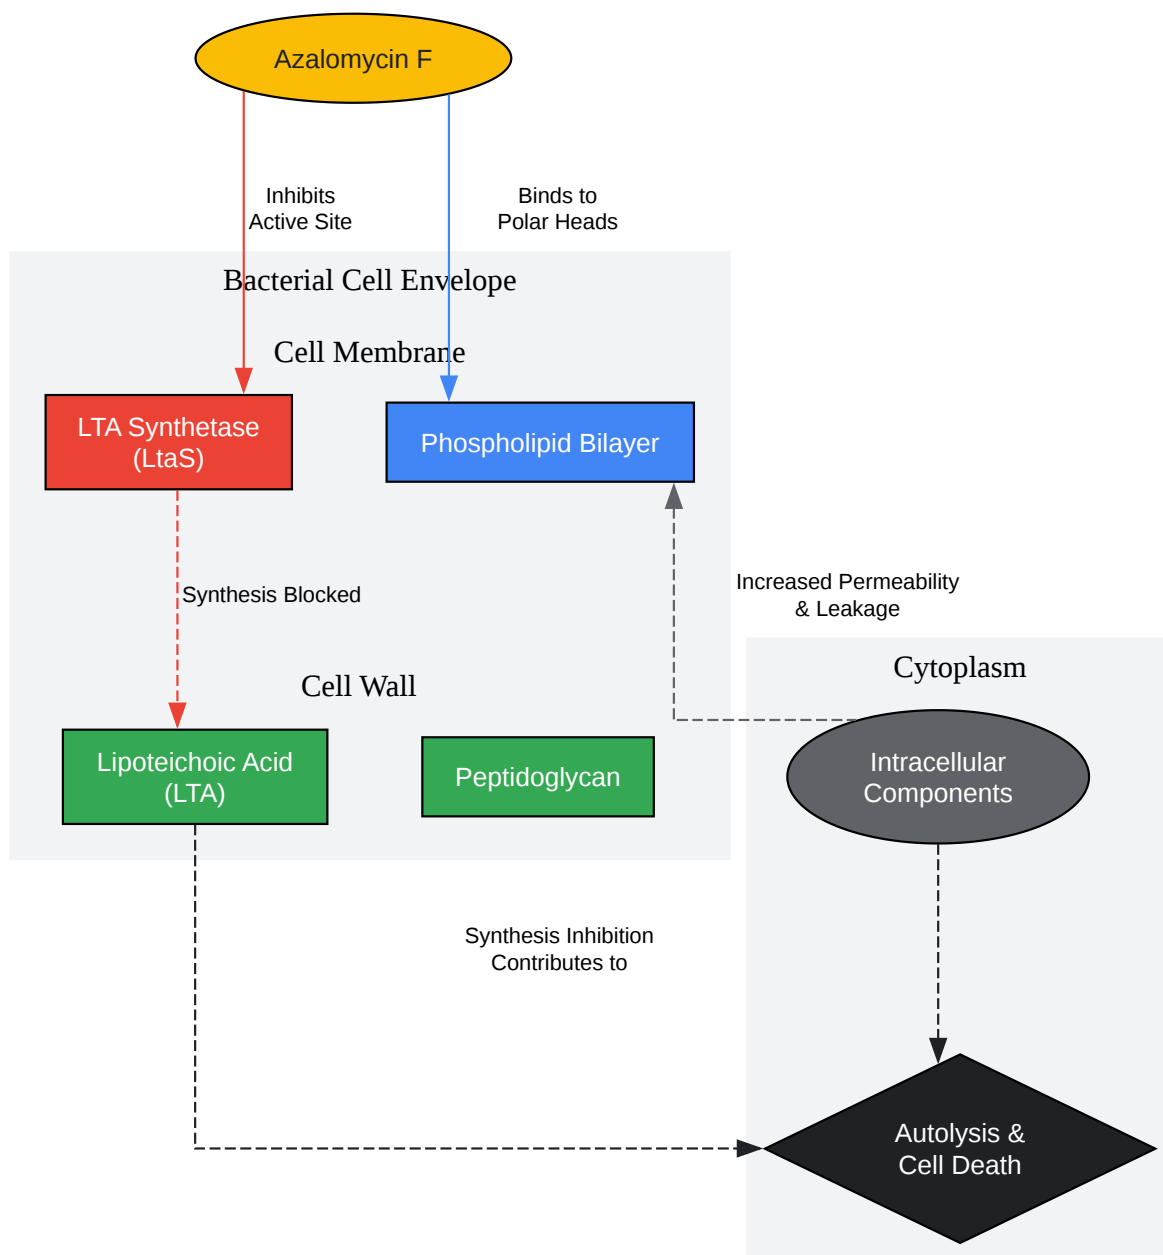 Azalomycin F
Inhibits
Active Site
Binds to
Polar Heads
Bacterial Cell Envelope
Cell Membrane
LTA Synthetase
(LtaS)
Phospholipid Bilayer
Synthesis Blocked
Increased Permeability
& Leakage
Cytoplasm
Cell Wall
Lipoteichoic Acid
(LTA)
Peptidoglycan
Intracellular
Components
Synthesis Inhibition
Contributes to
Autolysis &
Cell Death